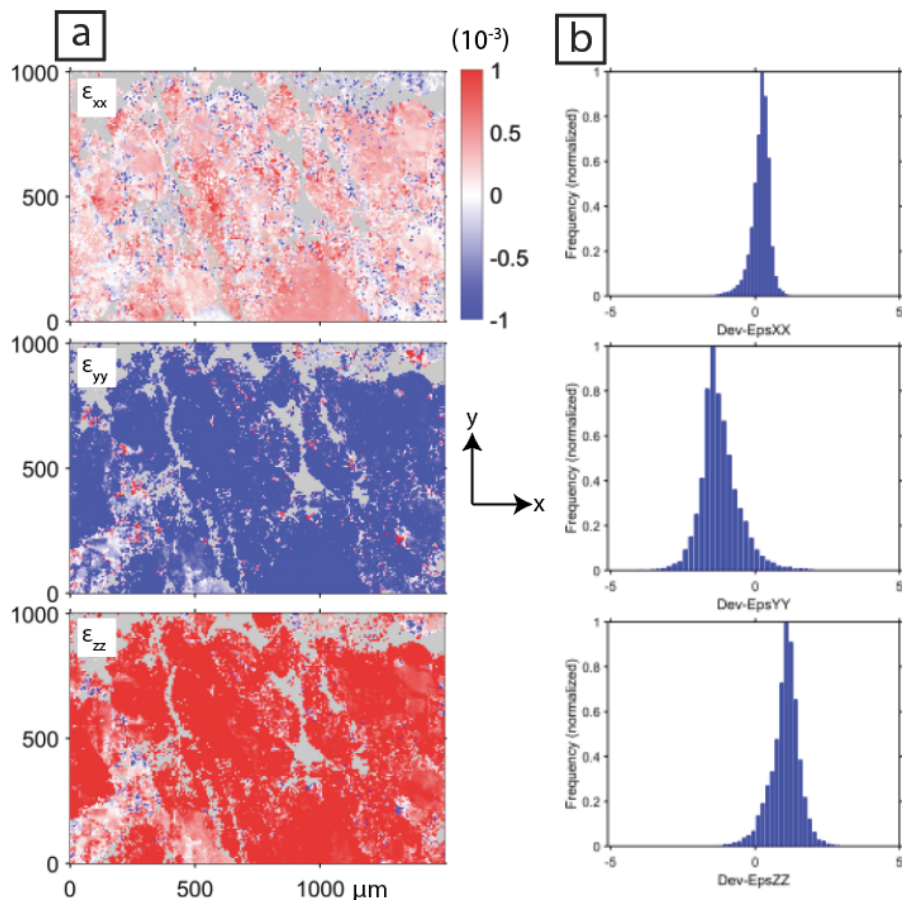 a
(10⁻³)
b
1000
εxx
500
0
1
0.5
0
-0.5
-1
1000
εyy
500
0
y
x
1000
εzz
500
0
0 500 1000 μm
Frequency (normalized)
1
0.8
0.6
0.4
0.2
0
-5 0 5
Dev-EpsXX
Frequency (normalized)
1
0.8
0.6
0.4
0.2
0
-5 0 5
Dev-EpsYY
Frequency (normalized)
1
0.8
0.6
0.4
0.2
0
-5 0 5
Dev-EpsZZ